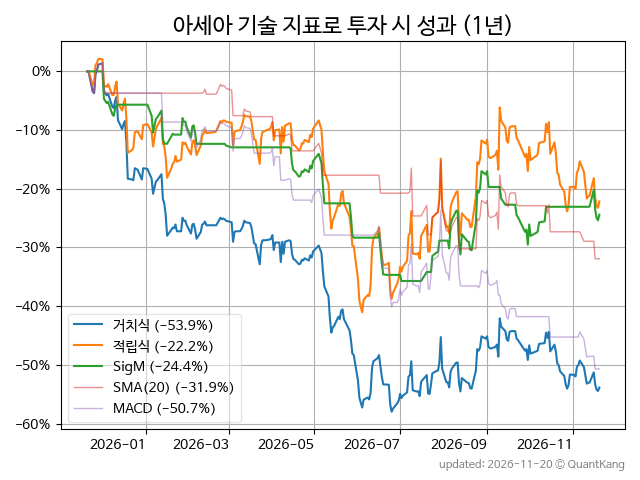 아세아 기술 지표로 투자 시 성과 (1년)
0%
−10%
−20%
−30%
−40%
−50%
−60%
거치식 (−53.9%)
적립식 (−22.2%)
SigM (−24.4%)
SMA(20) (−31.9%)
MACD (−50.7%)
2026-01 2026-03 2026-05 2026-07 2026-09 2026-11
updated: 2026-11-20 © QuantKang